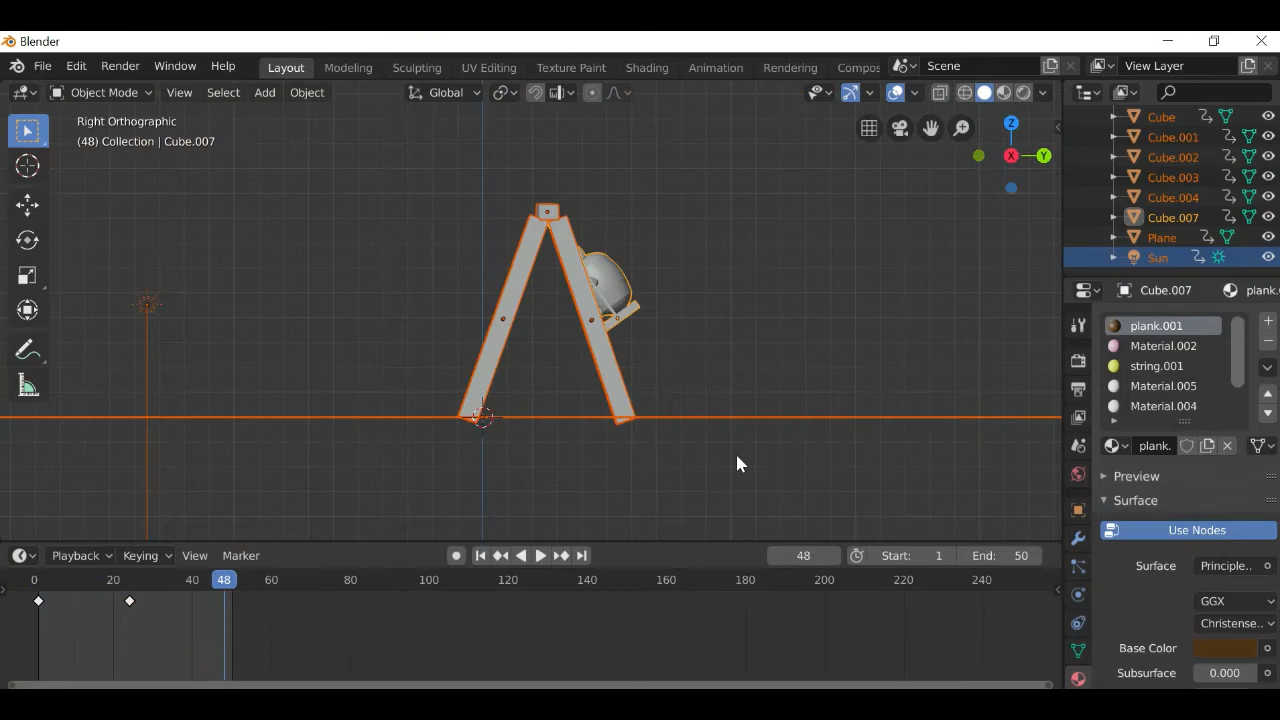 Blender
File Edit Render Window Help Layout Modeling Sculpting UV Editing Texture Paint Shading Animation Rendering Compos Scene View Layer
Object Mode View Select Add Object Global
Right Orthographic
(48) Collection | Cube.007
Z
X
Y
Cube
Cube.001
Cube.002
Cube.003
Cube.004
Cube.007
Plane
Sun
Cube.007 plank.
plank.001
Material.002
string.001
Material.005
Material.004
plank.
Preview
Surface
Use Nodes
Surface Principle..
GGX
Christense..
Base Color
Subsurface 0.000
Playback Keying View Marker 48 Start: 1 End: 50
0 20 40 48 60 80 100 120 140 160 180 200 220 240